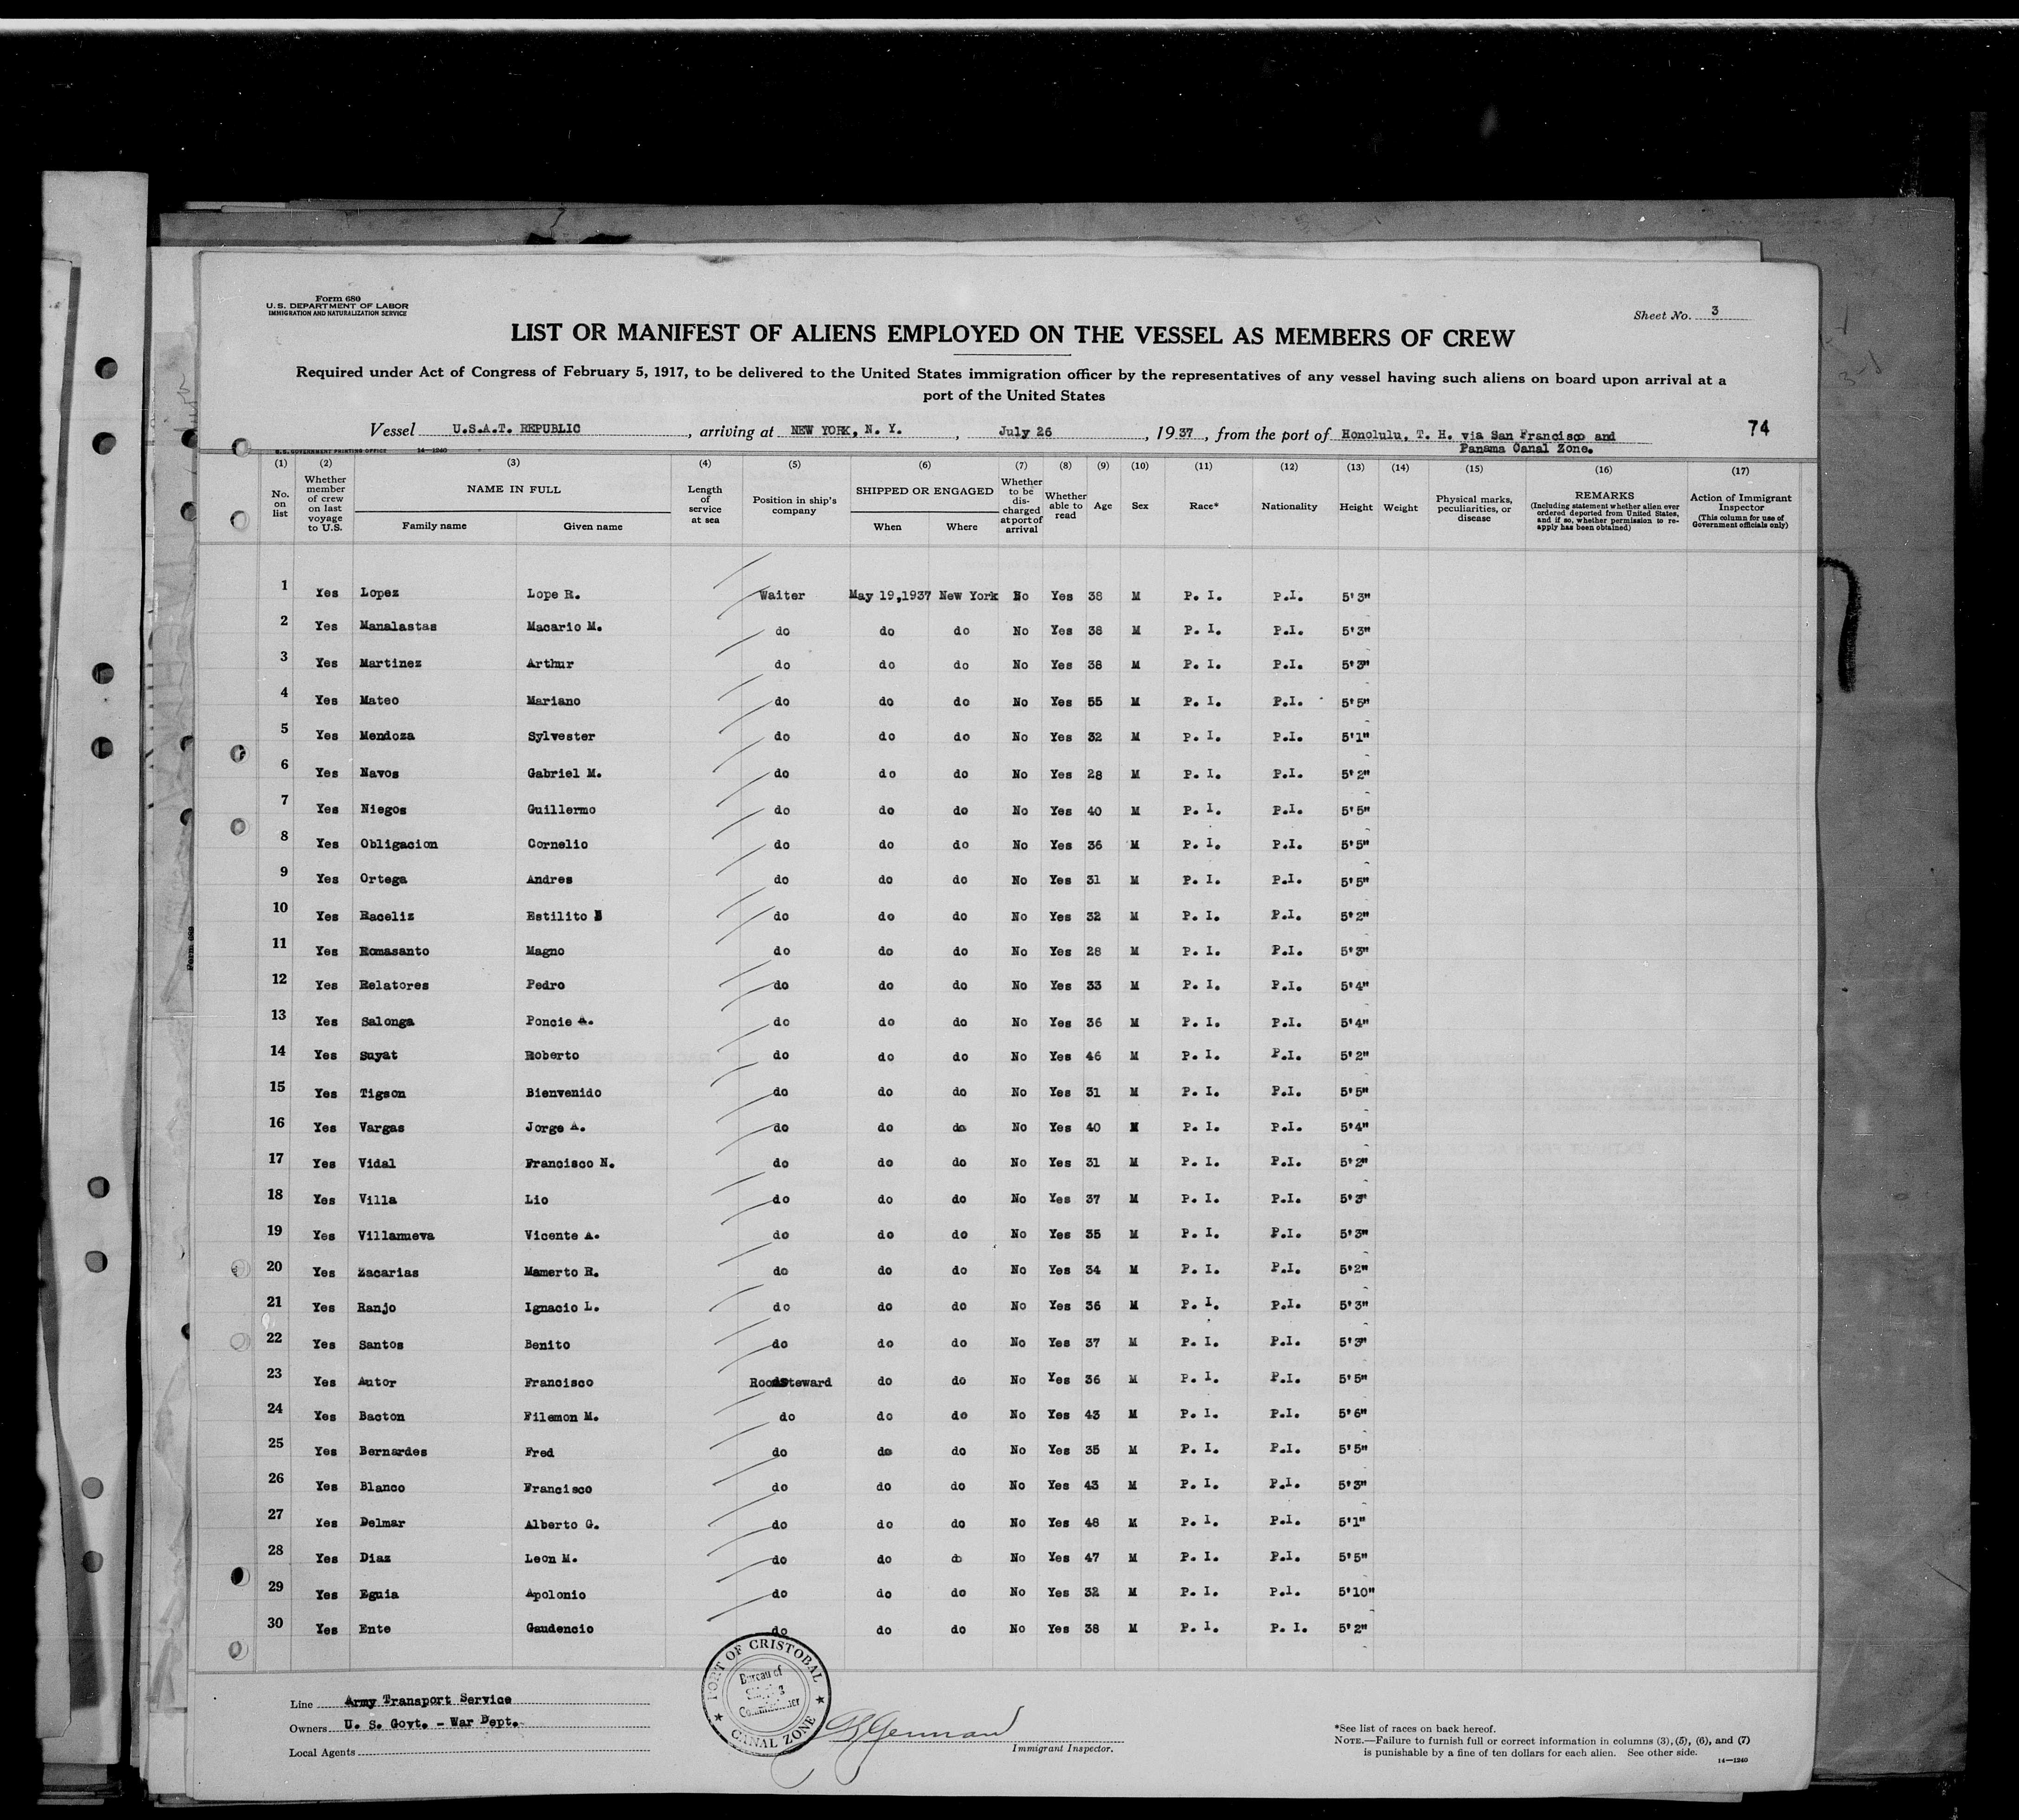 Form 680
U. S. DEPARTMENT OF LABOR
IMMIGRATION AND NATURALIZATION SERVICE
Sheet No. 3
LIST OR MANIFEST OF ALIENS EMPLOYED ON THE VESSEL AS MEMBERS OF CREW
Required under Act of Congress of February 5, 1917, to be delivered to the United States immigration officer by the representatives of any vessel having such aliens on board upon arrival at a
port of the United States
Vessel U.S.A.T. REPUBLIC, arriving at NEW YORK, N. Y., July 26, 1937, from the port of Honolulu, T. H. via San Francisco and
Panama Canal Zone.
74
U.S. GOVERNMENT PRINTING OFFICE 14—1240
(1) (2) (3) (4) (5) (6) (7) (8) (9) (10) (11) (12) (13) (14) (15) (16) (17)
No. on list
Whether member of crew on last voyage to U.S.
NAME IN FULL
Family name Given name
Length of service at sea
Position in ship's company
SHIPPED OR ENGAGED
When Where
Whether to be discharged at port of arrival
Whether able to read
Age Sex Race* Nationality Height Weight
Physical marks, peculiarities, or disease
REMARKS
(Including statement whether alien ever ordered deported from United States, and if so, whether permission to reapply has been obtained)
Action of Immigrant Inspector
(This column for use of Government officials only)
1 Yes Lopez Lope R. Waiter May 19,1937 New York No Yes 38 M P. I. P.I. 5'3"
2 Yes Manalastas Macario M. do do do No Yes 38 M P. I. P.I. 5'3"
3 Yes Martinez Arthur do do do No Yes 38 M P. I. P.I. 5'3"
4 Yes Mateo Mariano do do do No Yes 55 M P. I. P.I. 5'5"
5 Yes Mendoza Sylvester do do do No Yes 32 M P. I. P.I. 5'1"
6 Yes Navos Gabriel M. do do do No Yes 28 M P. I. P.I. 5'2"
7 Yes Niegos Guillermo do do do No Yes 40 M P. I. P.I. 5'5"
8 Yes Obligacion Cornelio do do do No Yes 36 M P. I. P.I. 5'5"
9 Yes Ortega Andres do do do No Yes 31 M P. I. P.I. 5'5"
10 Yes Raceliz Estilito do do do No Yes 32 M P. I. P.I. 5'2"
11 Yes Romasanto Magno do do do No Yes 28 M P. I. P.I. 5'3"
12 Yes Relatores Pedro do do do No Yes 33 M P. I. P.I. 5'4"
13 Yes Salonga Poncie A. do do do No Yes 36 M P. I. P.I. 5'4"
14 Yes Suyat Roberto do do do No Yes 46 M P. I. P.I. 5'2"
15 Yes Tigson Bienvenido do do do No Yes 31 M P. I. P.I. 5'5"
16 Yes Vargas Jorge A. do do do No Yes 40 M P. I. P.I. 5'4"
17 Yes Vidal Francisco N. do do do No Yes 31 M P. I. P.I. 5'2"
18 Yes Villa Lio do do do No Yes 37 M P. I. P.I. 5'3"
19 Yes Villanueva Vicente A. do do do No Yes 35 M P. I. P.I. 5'3"
20 Yes Zacarias Mamerto R. do do do No Yes 34 M P. I. P.I. 5'2"
21 Yes Ranjo Ignacio L. do do do No Yes 36 M P. I. P.I. 5'3"
22 Yes Santos Benito do do do No Yes 37 M P. I. P.I. 5'3"
23 Yes Autor Francisco RoomSteward do do No Yes 36 M P. I. P.I. 5'5"
24 Yes Bacton Filemon M. do do do No Yes 43 M P. I. P.I. 5'6"
25 Yes Bernardes Fred do do do No Yes 35 M P. I. P.I. 5'5"
26 Yes Blanco Francisco do do do No Yes 43 M P. I. P.I. 5'3"
27 Yes Delmar Alberto G. do do do No Yes 48 M P. I. P.I. 5'1"
28 Yes Diaz Leon M. do do do No Yes 47 M P. I. P.I. 5'5"
29 Yes Eguia Apolonio do do do No Yes 32 M P. I. P.I. 5'10"
30 Yes Ente Gaudencio do do do No Yes 38 M P. I. P. I. 5'2"
PORT OF CRISTOBAL
Bureau of
Shipping
Commissioner
CANAL ZONE
Line Army Transport Service
Owners U. S. Govt. - War Dept.
Local Agents
Immigrant Inspector.
*See list of races on back hereof.
NOTE.—Failure to furnish full or correct information in columns (3), (5), (6), and (7)
is punishable by a fine of ten dollars for each alien. See other side.
14—1240
Form 689